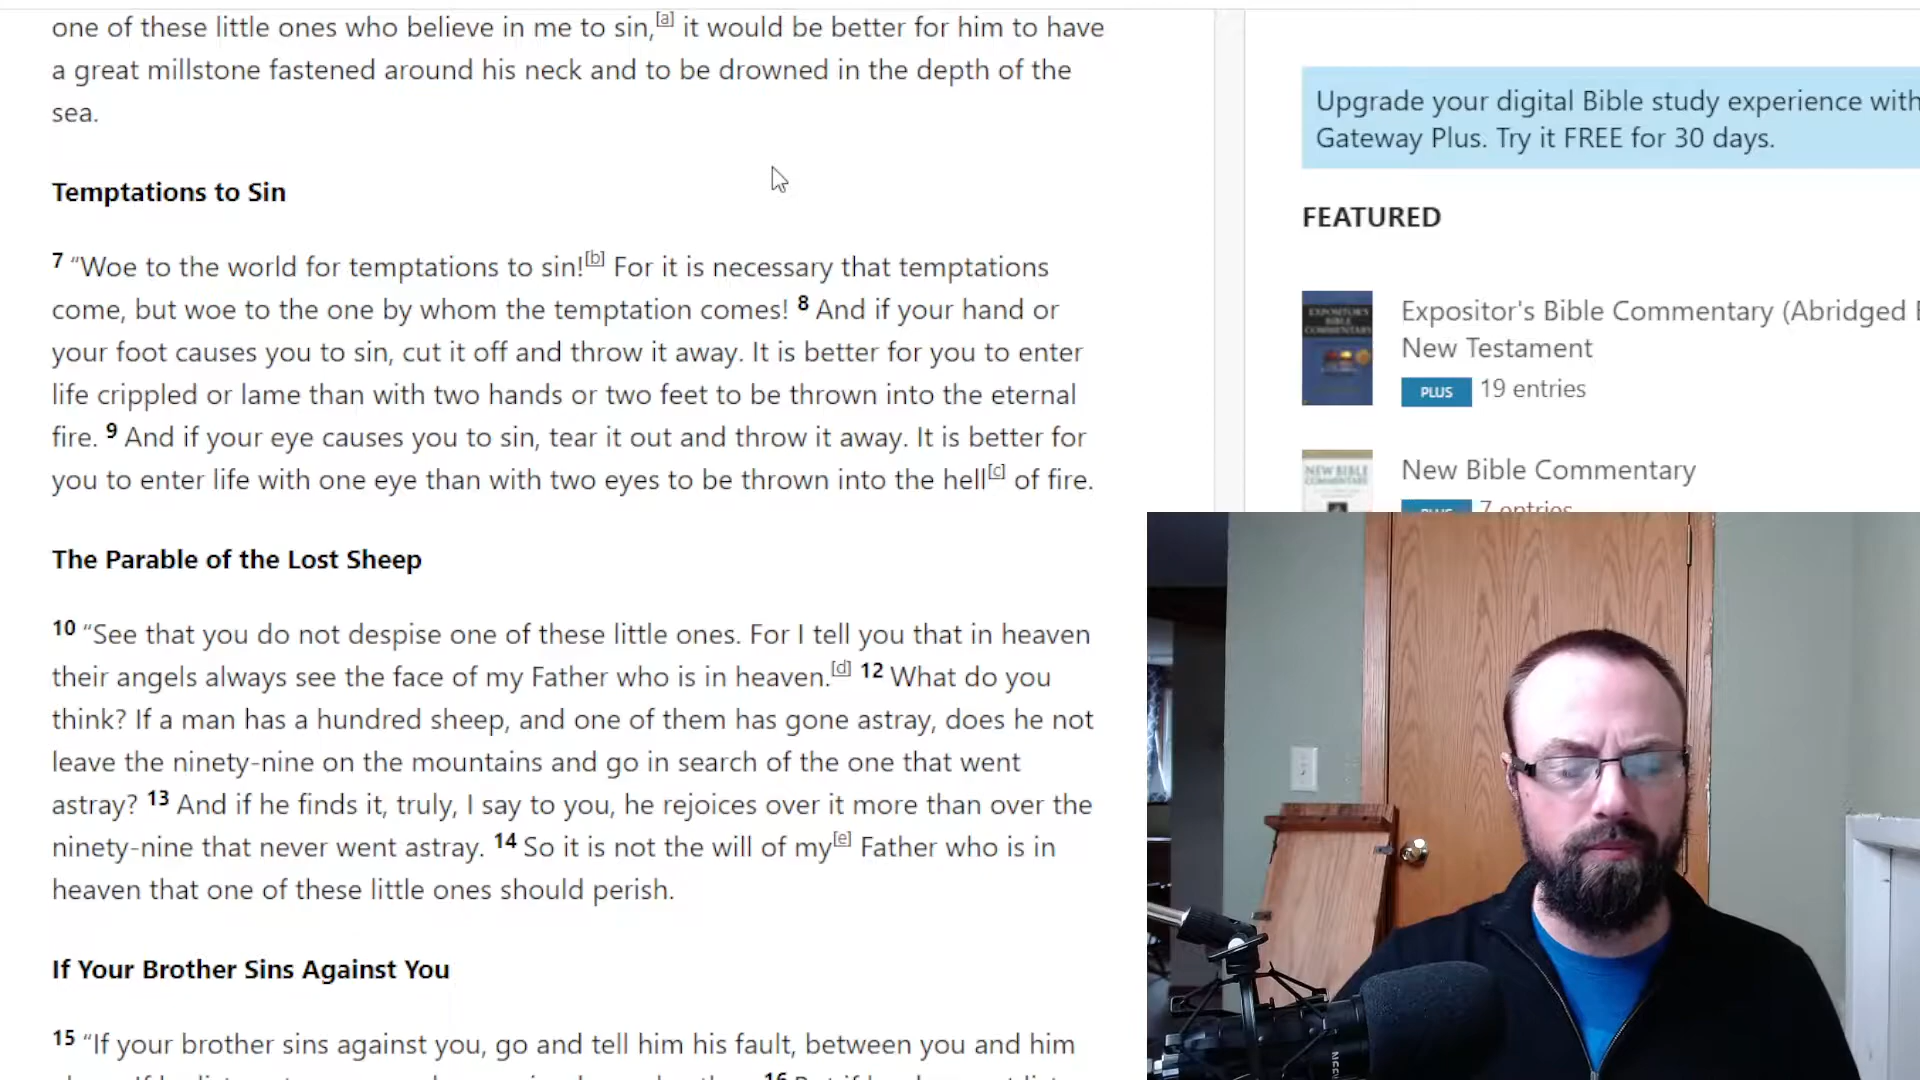 one of these little ones who believe in me to sin,[a] it would be better for him to have
a great millstone fastened around his neck and to be drowned in the depth of the
sea.
Temptations to Sin
7 “Woe to the world for temptations to sin![b] For it is necessary that temptations
come, but woe to the one by whom the temptation comes! 8 And if your hand or
your foot causes you to sin, cut it off and throw it away. It is better for you to enter
life crippled or lame than with two hands or two feet to be thrown into the eternal
fire. 9 And if your eye causes you to sin, tear it out and throw it away. It is better for
you to enter life with one eye than with two eyes to be thrown into the hell[c] of fire.
The Parable of the Lost Sheep
10 “See that you do not despise one of these little ones. For I tell you that in heaven
their angels always see the face of my Father who is in heaven.[d] 12 What do you
think? If a man has a hundred sheep, and one of them has gone astray, does he not
leave the ninety-nine on the mountains and go in search of the one that went
astray? 13 And if he finds it, truly, I say to you, he rejoices over it more than over the
ninety-nine that never went astray. 14 So it is not the will of my[e] Father who is in
heaven that one of these little ones should perish.
If Your Brother Sins Against You
15 “If your brother sins against you, go and tell him his fault, between you and him
Upgrade your digital Bible study experience with
Gateway Plus. Try it FREE for 30 days.
FEATURED
EXPOSITOR'S
BIBLE
COMMENTARY
Expositor's Bible Commentary (Abridged
New Testament
PLUS 19 entries
NEW BIBLE
COMMENTARY
New Bible Commentary
PLUS 7 entries